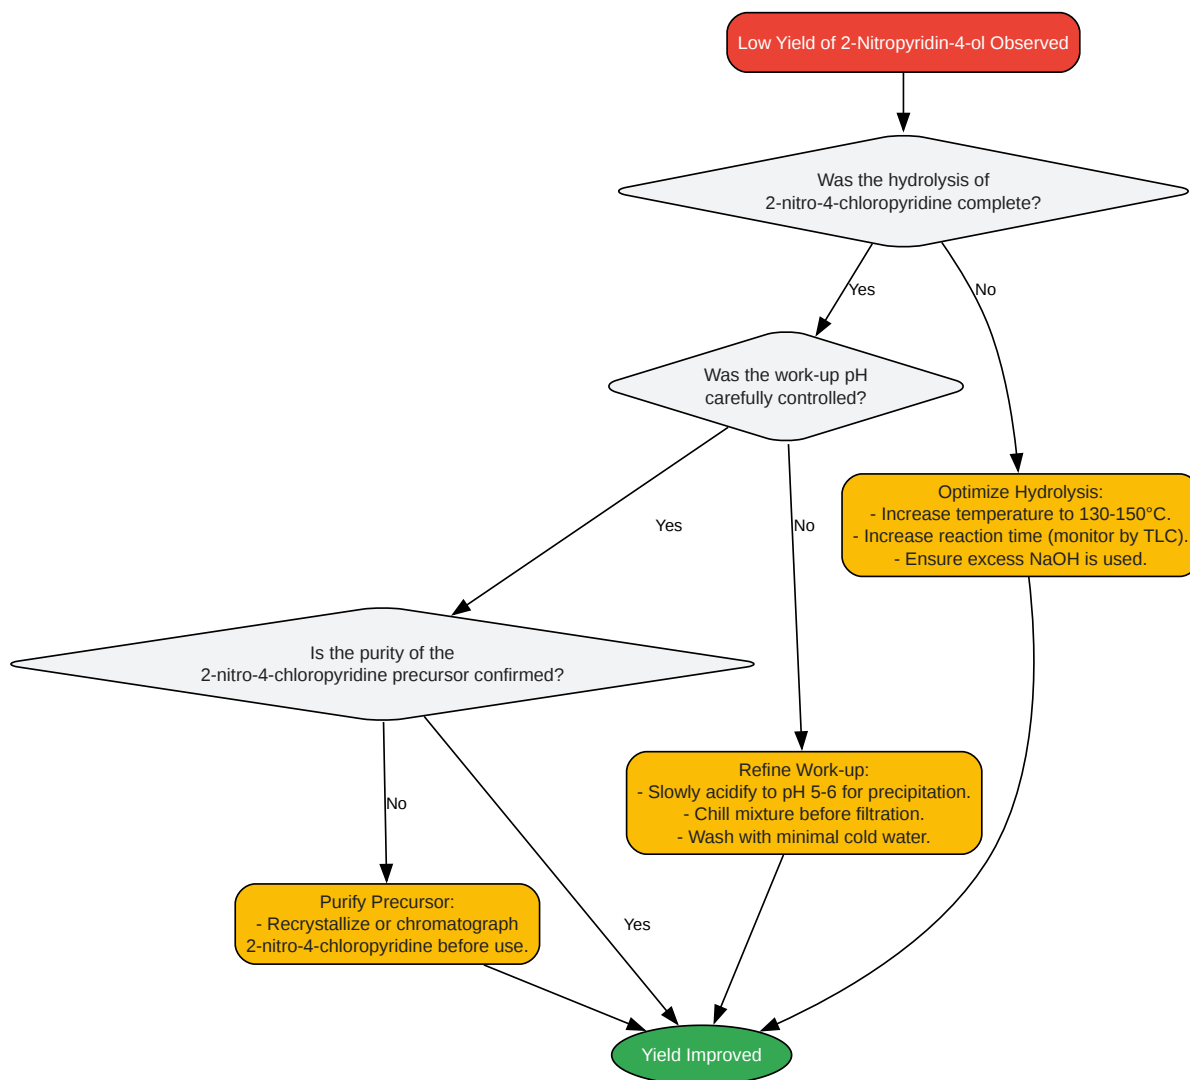 Low Yield of 2-Nitropyridin-4-ol Observed
Was the hydrolysis of
2-nitro-4-chloropyridine complete?
Yes
No
Was the work-up pH
carefully controlled?
Optimize Hydrolysis:
- Increase temperature to 130-150°C.
- Increase reaction time (monitor by TLC).
- Ensure excess NaOH is used.
Yes
No
Is the purity of the
2-nitro-4-chloropyridine precursor confirmed?
Refine Work-up:
- Slowly acidify to pH 5-6 for precipitation.
- Chill mixture before filtration.
- Wash with minimal cold water.
No
Yes
Purify Precursor:
- Recrystallize or chromatograph
2-nitro-4-chloropyridine before use.
Yield Improved